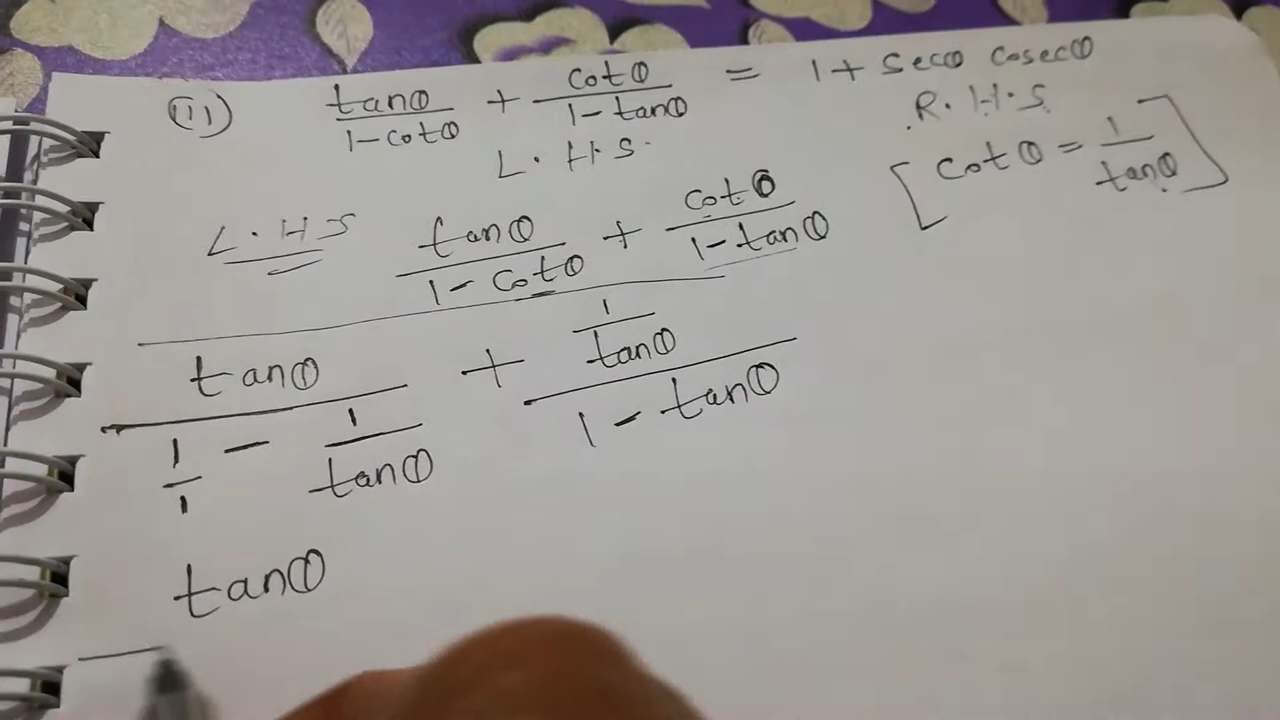 (ii) tanθ/1-cotθ + cotθ/1-tanθ = 1+ secθ cosecθ
L.H.S. R.H.S
[cotθ = 1/tanθ]
L.H.S tanθ/1-cotθ + cotθ/1-tanθ
tanθ/(1/1 - 1/tanθ) + (1/tanθ)/1-tanθ
tanθ